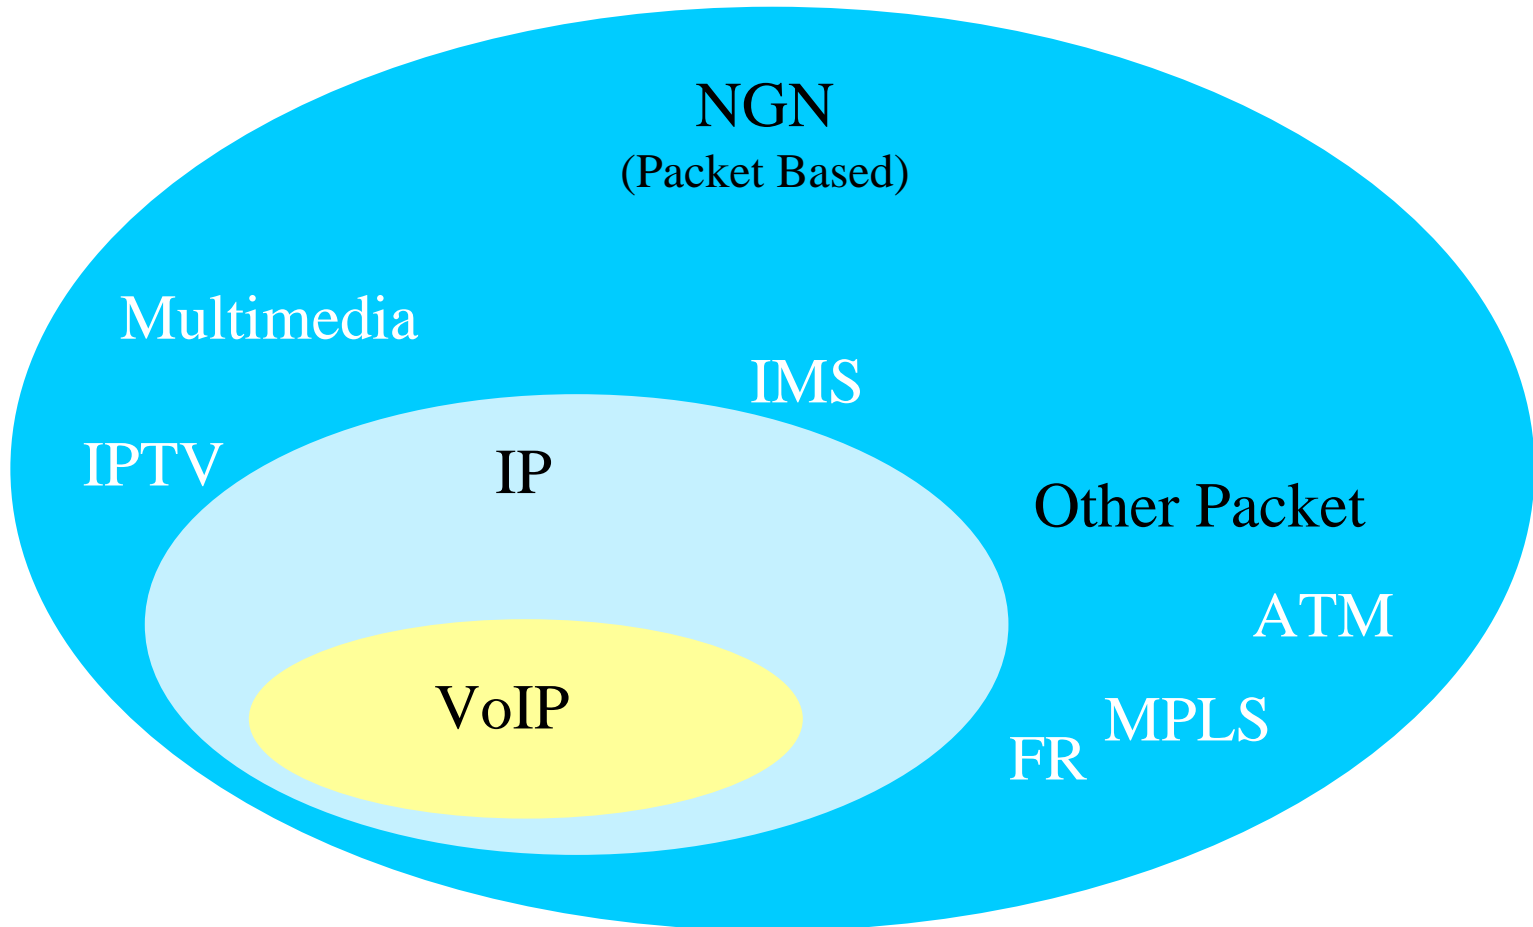 NGN
(Packet Based)
Multimedia
IMS
IPTV
IP
Other Packet
ATM
VoIP
MPLS
FR